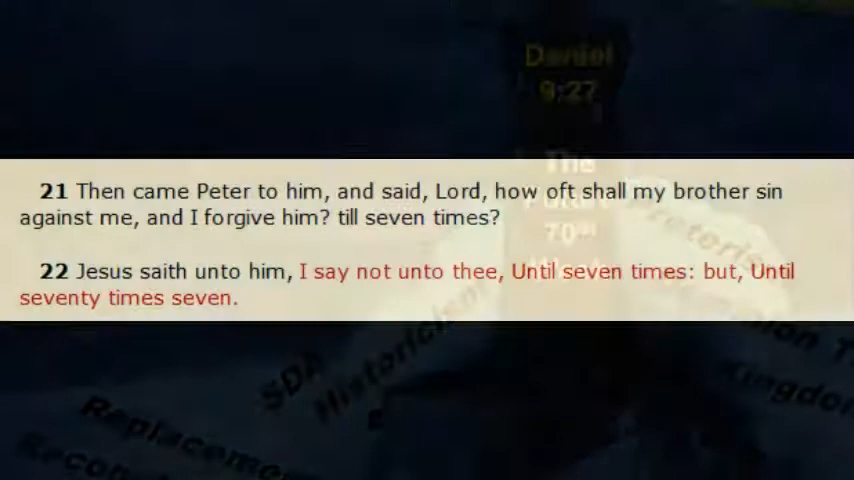 Daniel
9:27
The
21 Then came Peter to him, and said, Lord, how oft shall my brother sin
against me, and I forgive him? till seven times?
70th
22 Jesus saith unto him, I say not unto thee, Until seven times: but, Until
seventy times seven.
SDA
Historicism
Kingdom